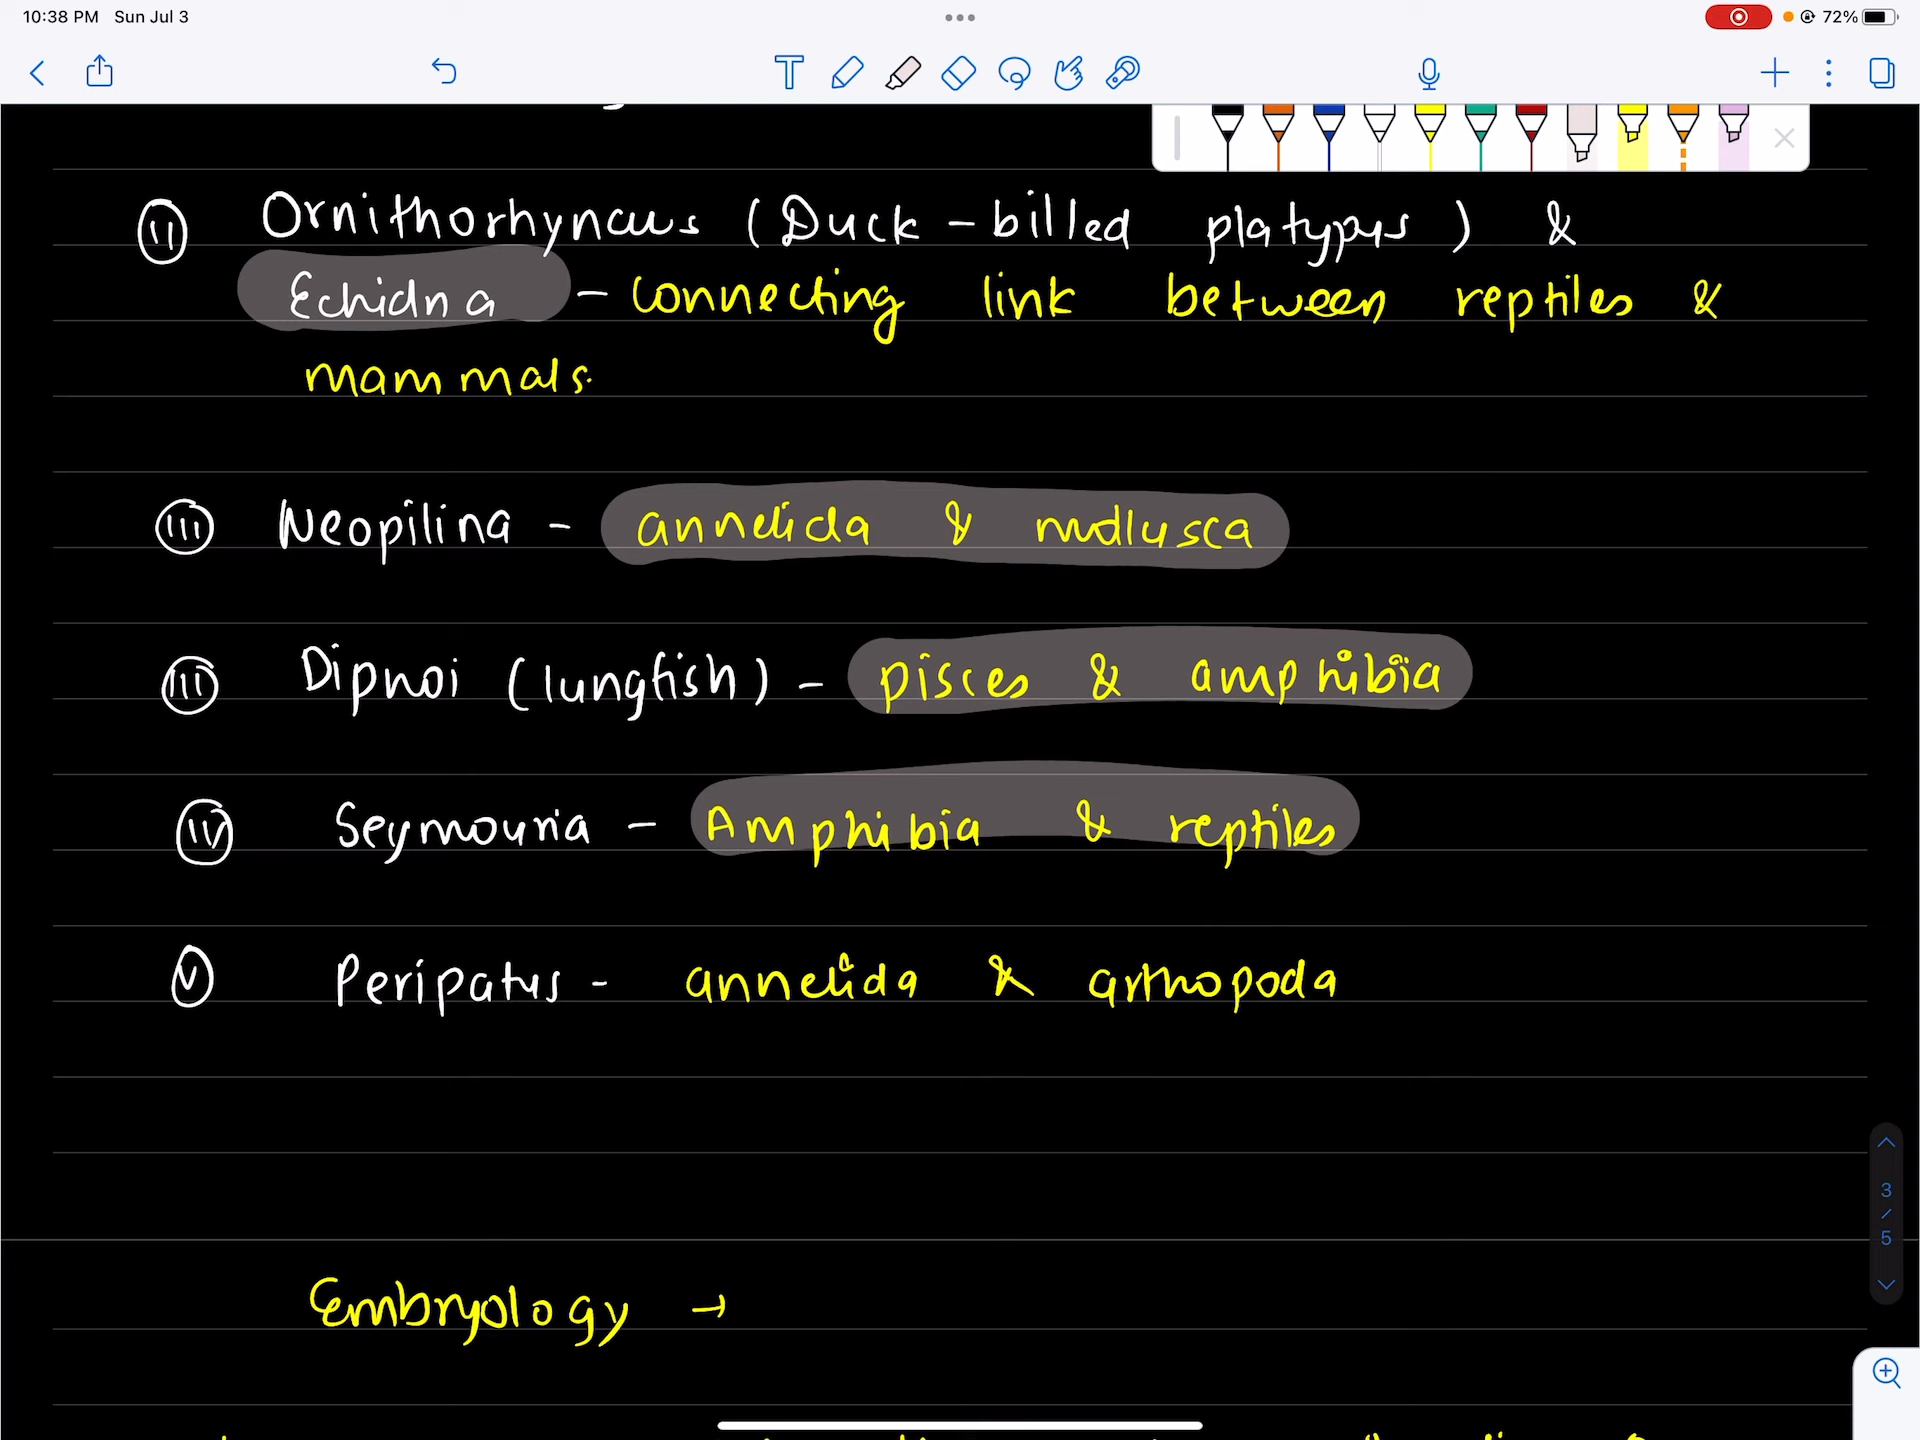 10:38 PM Sun Jul 3
72%
(ii) Ornithorhyncus (Duck-billed platypus) &
Echidna - connecting link between reptiles &
mammals.
(iii) Neopilina - annelida & mollusca
(iii) Dipnoi (lungfish) - pisces & amphibia
(iv) Seymouria - Amphibia & reptiles
(v) Peripatus - annelida & arthopoda
3
/
5
Embryology →